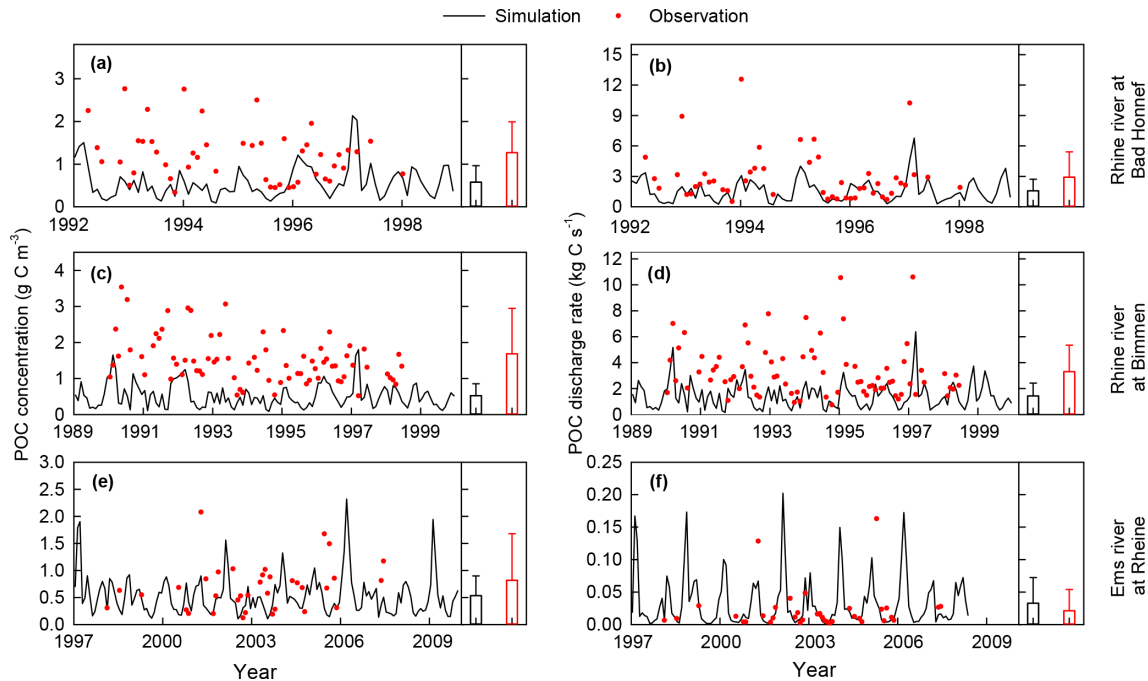 Simulation Observation
(a)
3
2
1
0
1992 1994 1996 1998
(b)
15
12
9
6
3
0
1992 1994 1996 1998
Rhine river at
Bad Honnef
POC concentration (g C m⁻³)
(c)
4
3
2
1
0
1989 1991 1993 1995 1997 1999
POC discharge rate (kg C s⁻¹)
(d)
12
10
8
6
4
2
0
1989 1991 1993 1995 1997 1999
Rhine river
at Bimmen
(e)
3.0
2.5
2.0
1.5
1.0
0.5
0.0
1997 2000 2003 2006 2009
Year
(f)
0.25
0.20
0.15
0.10
0.05
0.00
1997 2000 2003 2006 2009
Year
Ems river
at Rheine